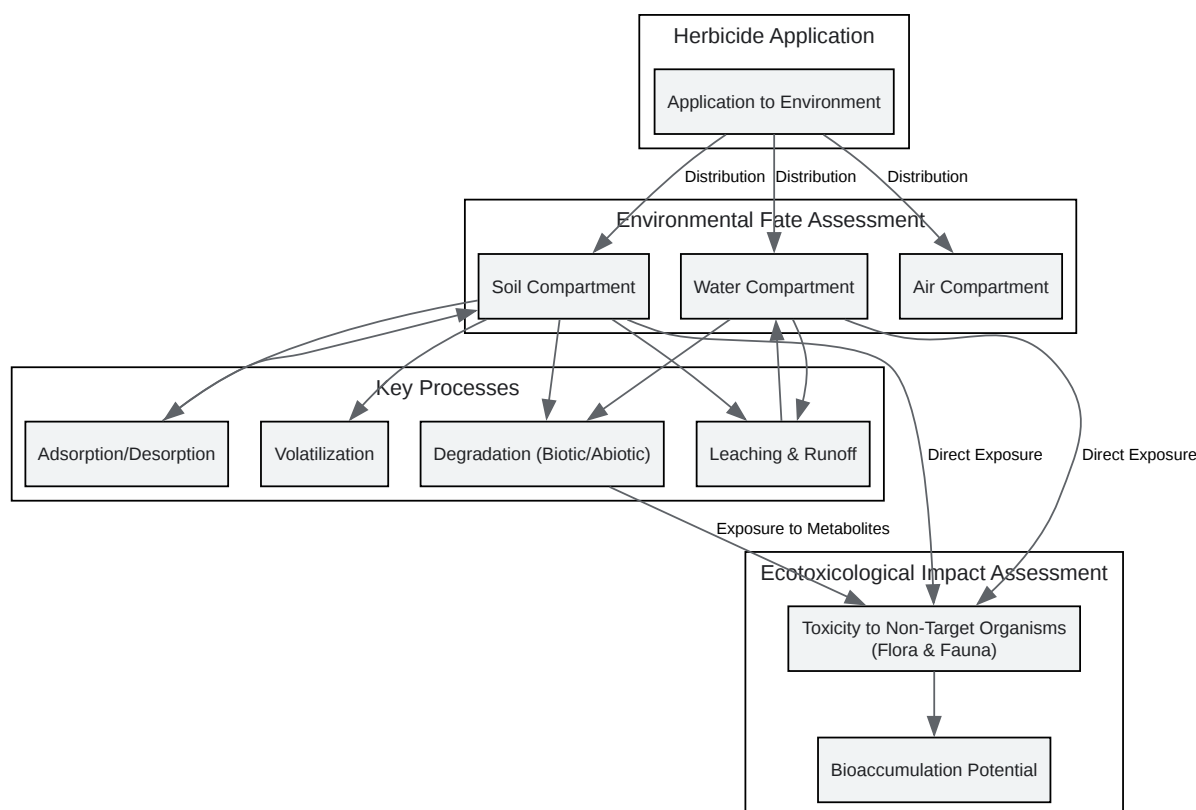 Herbicide Application
Application to Environment
Distribution
Distribution
Distribution
Environmental Fate Assessment
Soil Compartment
Water Compartment
Air Compartment
Key Processes
Adsorption/Desorption
Volatilization
Degradation (Biotic/Abiotic)
Leaching & Runoff
Direct Exposure
Direct Exposure
Exposure to Metabolites
Ecotoxicological Impact Assessment
Toxicity to Non-Target Organisms
(Flora & Fauna)
Bioaccumulation Potential